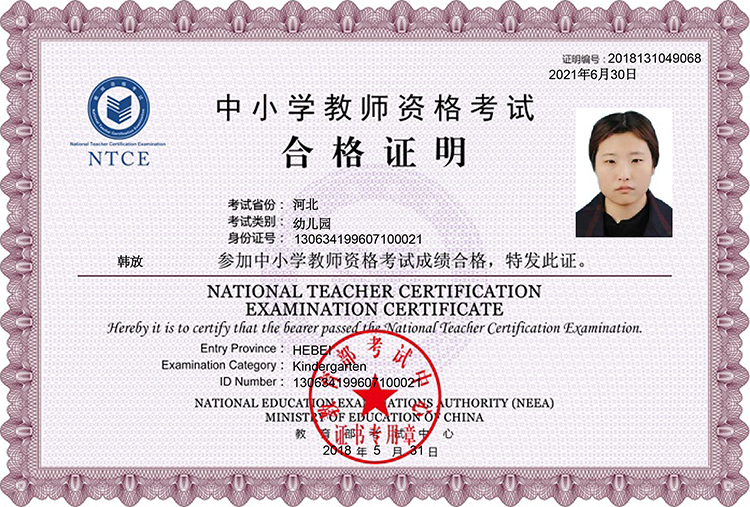 证明编号：2018131049068
2021年6月30日
National Teacher Certification Examination
NTCE
中小学教师资格考试
合格证明
考试省份：河北
考试类别：幼儿园
身份证号：130634199607100021
韩放 参加中小学教师资格考试成绩合格，特发此证。
NATIONAL TEACHER CERTIFICATION
EXAMINATION CERTIFICATE
Hereby it is to certify that the bearer passed the National Teacher Certification Examination.
Entry Province：HEBEI
Examination Category：Kindergarten
ID Number：130634199607100021
NATIONAL EDUCATION EXAMINATIONS AUTHORITY (NEEA)
MINISTRY OF EDUCATION OF CHINA
教育部考试中心
教育部考试中心
证书专用章
2018年5月31日